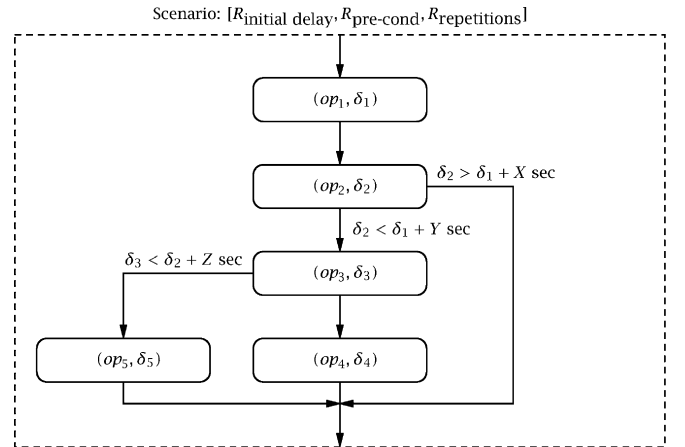 Scenario: [R_initial delay, R_pre-cond, R_repetitions]
(op₁, δ₁)
(op₂, δ₂)
δ₂ > δ₁ + X sec
δ₂ < δ₁ + Y sec
δ₃ < δ₂ + Z sec
(op₃, δ₃)
(op₅, δ₅)
(op₄, δ₄)